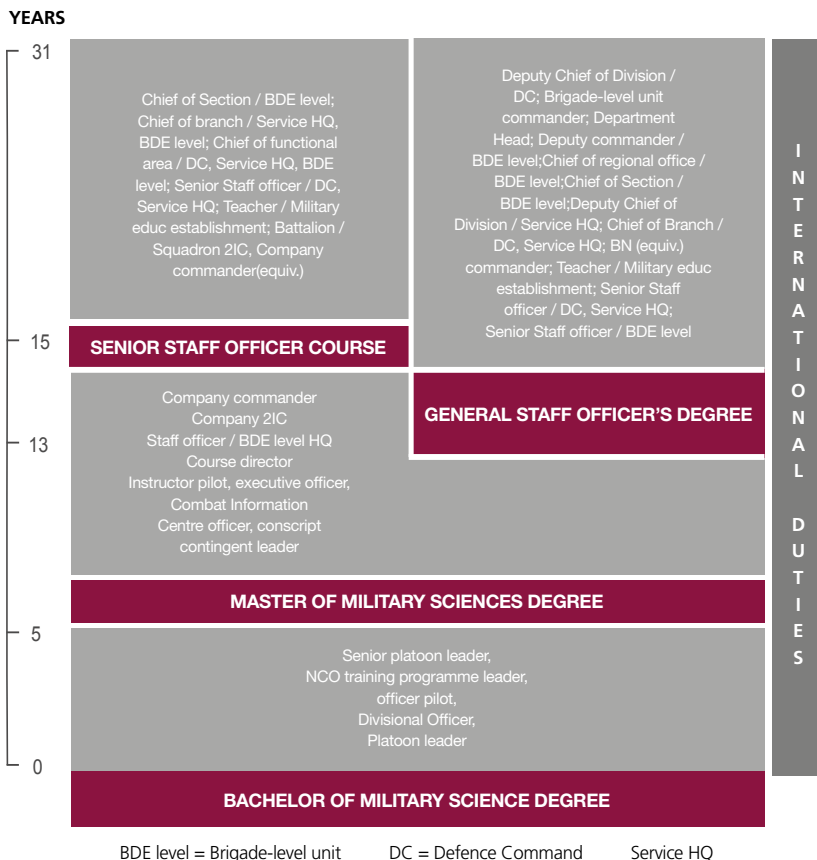 YEARS
31
Chief of Section / BDE level;
Chief of branch / Service HQ,
BDE level; Chief of functional
area / DC, Service HQ, BDE
level; Senior Staff officer / DC,
Service HQ; Teacher / Military
educ establishment; Battalion /
Squadron 2IC, Company
commander(equiv.)
Deputy Chief of Division /
DC; Brigade-level unit
commander; Department
Head; Deputy commander /
BDE level;Chief of regional office /
BDE level;Chief of Section /
BDE level;Deputy Chief of
Division / Service HQ; Chief of Branch /
DC, Service HQ; BN (equiv.)
commander; Teacher / Military educ
establishment; Senior Staff
officer / DC, Service HQ;
Senior Staff officer / BDE level
15
SENIOR STAFF OFFICER COURSE
GENERAL STAFF OFFICER’S DEGREE
13
Company commander
Company 2IC
Staff officer / BDE level HQ
Course director
Instructor pilot, executive officer,
Combat Information
Centre officer, conscript
contingent leader
MASTER OF MILITARY SCIENCES DEGREE
5
Senior platoon leader,
NCO training programme leader,
officer pilot,
Divisional Officer,
Platoon leader
0
BACHELOR OF MILITARY SCIENCE DEGREE
INTERNATIONAL DUTIES
BDE level = Brigade-level unit DC = Defence Command Service HQ